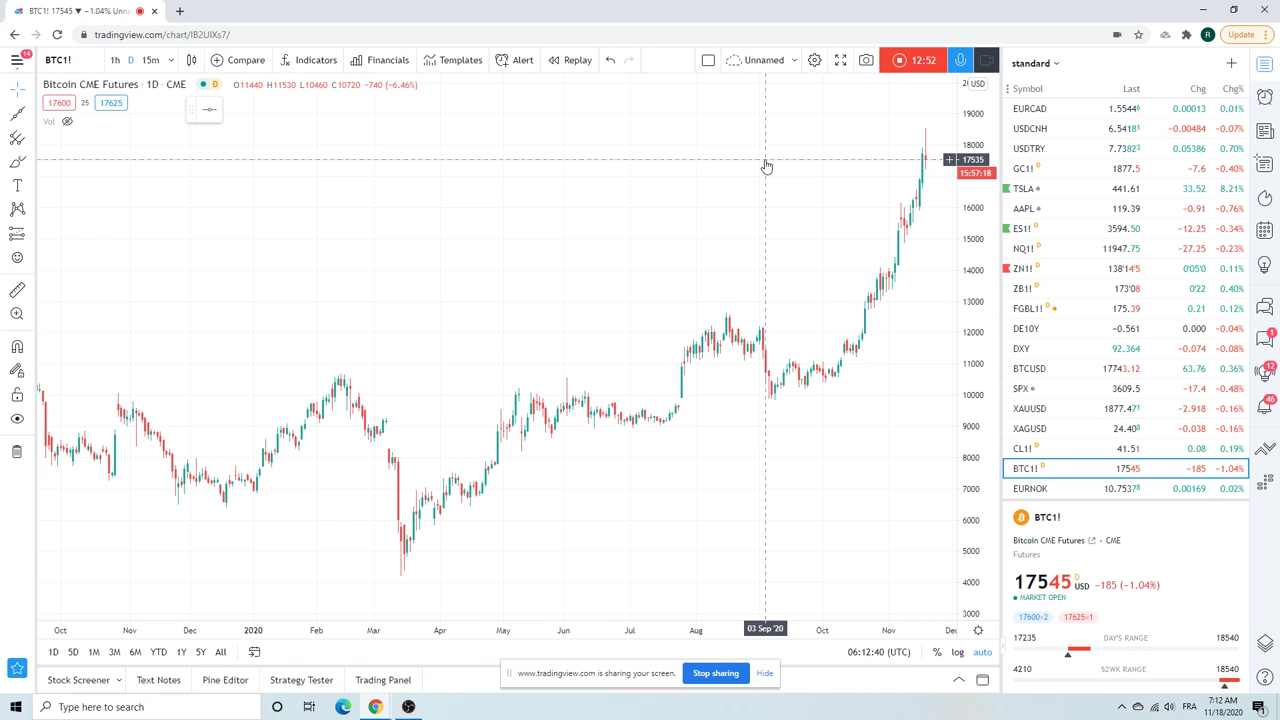 BTC1! 17545 ▼ −1.04% Unna
tradingview.com/chart/IB2UIXs7/
R
Update
14
BTC1!
1h D 15m
Compare
Indicators
Financials
Templates
Alert
Replay
Unnamed
12:52
standard
Bitcoin CME Futures · 1D · CME
D
O11440 H11530 L10460 C10720 −740 (−6.46%)
17600 25 17625
Vol
USD
19000
18000
17535
15:57:18
16000
15000
14000
13000
12000
11000
10000
9000
8000
7000
6000
5000
4000
3000
Oct Nov Dec 2020 Feb Mar Apr May Jun Jul Aug 03 Sep '20 Oct Nov Dec
1D 5D 1M 3M 6M YTD 1Y 5Y All
06:12:40 (UTC) % log auto
Stock Screener Text Notes Pine Editor Strategy Tester Trading Panel
www.tradingview.com is sharing your screen. Stop sharing Hide
Symbol Last Chg Chg%
EURCAD 1.55446 0.00013 0.01%
USDCNH 6.54181 −0.00484 −0.07%
USDTRY 7.73823 0.05386 0.70%
GC1! D 1877.5 −7.6 −0.40%
TSLA 441.61 33.52 8.21%
AAPL 119.39 −0.91 −0.76%
ES1! D 3594.50 −12.25 −0.34%
NQ1! D 11947.75 −27.25 −0.23%
ZN1! D 138'14'5 0'05'0 0.11%
ZB1! D 173'08 0'22 0.40%
FGBL1! D 175.39 0.21 0.12%
DE10Y −0.561 0.000 −0.04%
DXY 92.364 −0.074 −0.08%
BTCUSD 17743.12 63.76 0.36%
SPX 3609.5 −17.4 −0.48%
XAUUSD 1877.471 −2.918 −0.16%
XAGUSD 24.408 −0.038 −0.16%
CL1! D 41.51 0.08 0.19%
BTC1! D 17545 −185 −1.04%
EURNOK 10.75378 0.00169 0.02%
BTC1!
Bitcoin CME Futures · CME
Futures
17545 D USD −185 (−1.04%)
MARKET OPEN
17600×2 17625×1
17235 DAY'S RANGE 18540
4210 52WK RANGE 18540
1
12
46
Type here to search
FRA
7:12 AM
11/18/2020
1